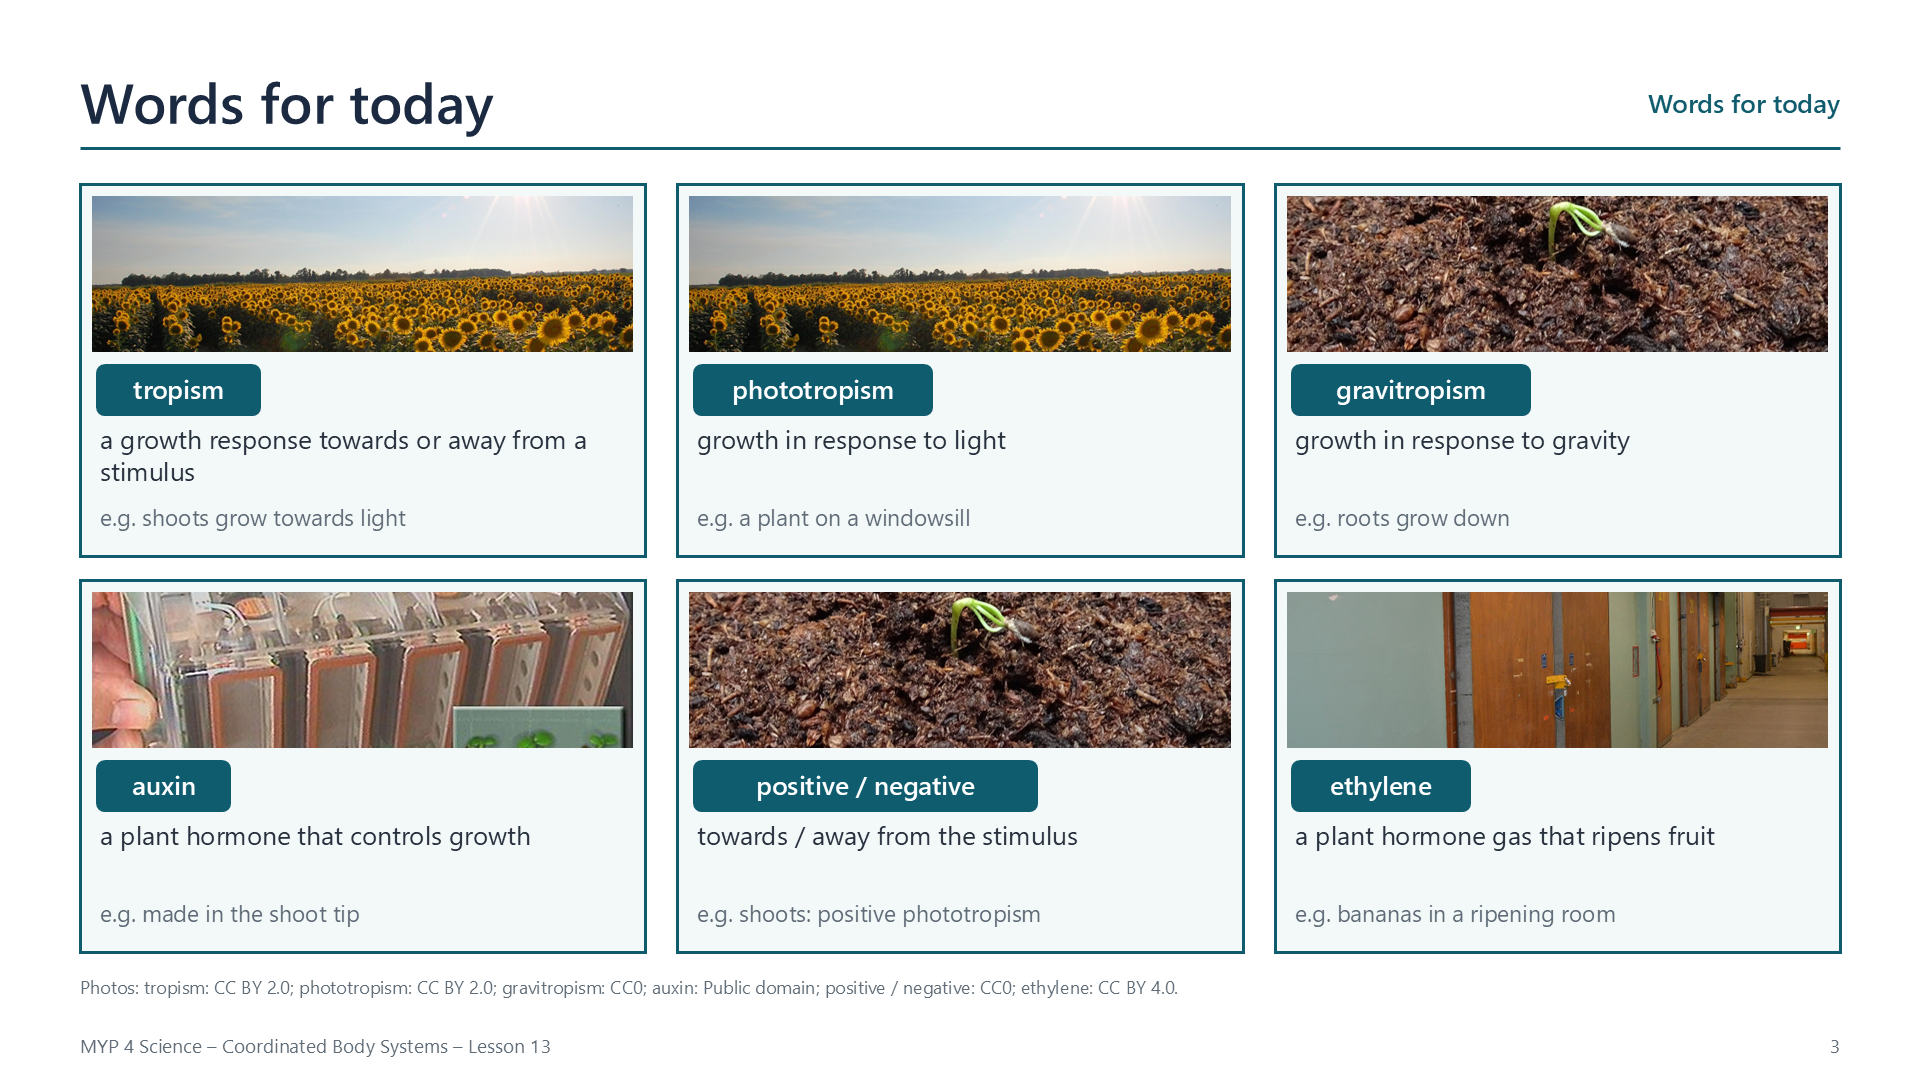 Words for today
Words for today
tropism
a growth response towards or away from a
stimulus
e.g. shoots grow towards light
phototropism
growth in response to light
e.g. a plant on a windowsill
gravitropism
growth in response to gravity
e.g. roots grow down
auxin
a plant hormone that controls growth
e.g. made in the shoot tip
positive / negative
towards / away from the stimulus
e.g. shoots: positive phototropism
ethylene
a plant hormone gas that ripens fruit
e.g. bananas in a ripening room
Photos: tropism: CC BY 2.0; phototropism: CC BY 2.0; gravitropism: CC0; auxin: Public domain; positive / negative: CC0; ethylene: CC BY 4.0.
MYP 4 Science – Coordinated Body Systems – Lesson 13
3